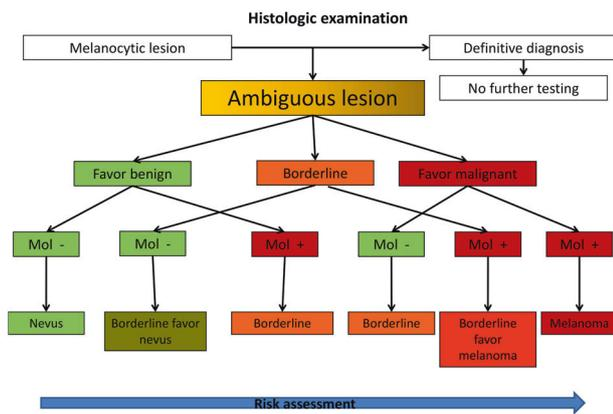 Histologic examination
Melanocytic lesion
Definitive diagnosis
No further testing
Ambiguous lesion
Favor benign
Borderline
Favor malignant
Mol -
Mol -
Mol +
Mol -
Mol +
Mol +
Nevus
Borderline favor
nevus
Borderline
Borderline
Borderline
favor
melanoma
Melanoma
Risk assessment